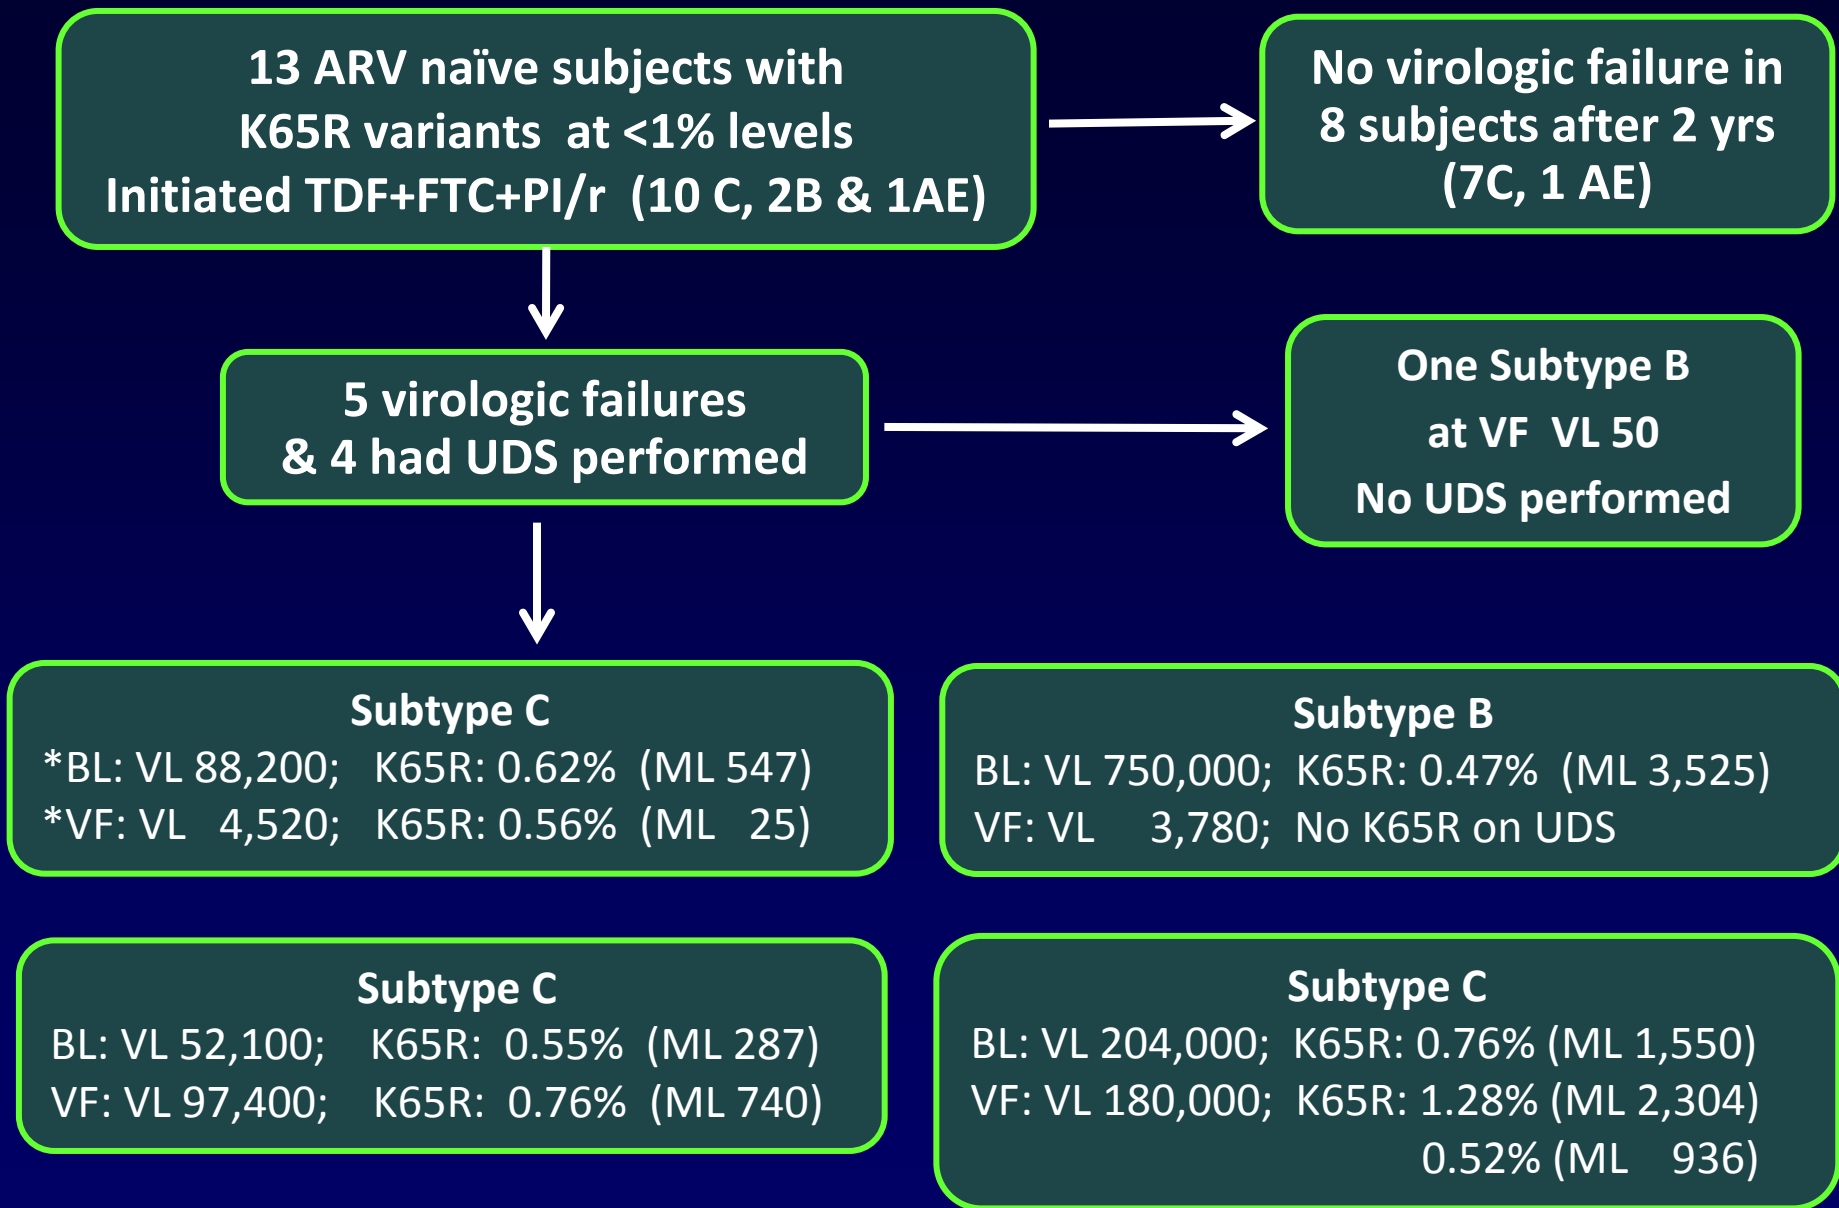 13 ARV naïve subjects with
K65R variants at <1% levels
Initiated TDF+FTC+PI/r (10 C, 2B & 1AE)
No virologic failure in
8 subjects after 2 yrs
(7C, 1 AE)
5 virologic failures
& 4 had UDS performed
One Subtype B
at VF VL 50
No UDS performed
Subtype C
*BL: VL 88,200; K65R: 0.62% (ML 547)
*VF: VL 4,520; K65R: 0.56% (ML 25)
Subtype B
BL: VL 750,000; K65R: 0.47% (ML 3,525)
VF: VL 3,780; No K65R on UDS
Subtype C
BL: VL 52,100; K65R: 0.55% (ML 287)
VF: VL 97,400; K65R: 0.76% (ML 740)
Subtype C
BL: VL 204,000; K65R: 0.76% (ML 1,550)
VF: VL 180,000; K65R: 1.28% (ML 2,304)
0.52% (ML 936)